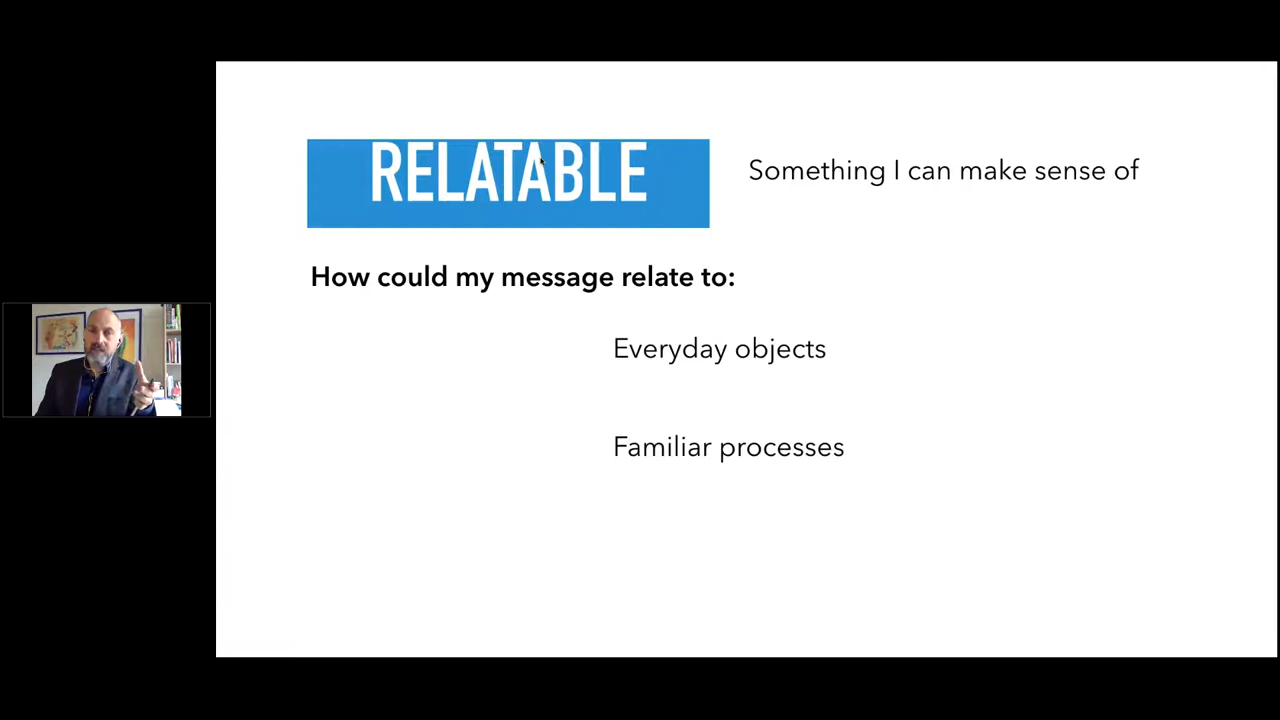 RELATABLE
Something I can make sense of
How could my message relate to:
Everyday objects
Familiar processes